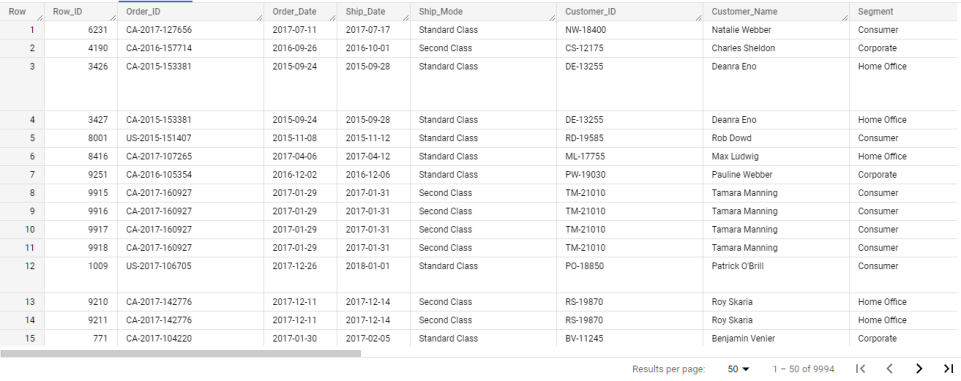 Row Row_ID Order_ID Order_Date Ship_Date Ship_Mode Customer_ID Customer_Name Segment
1 6231 CA-2017-127656 2017-07-11 2017-07-17 Standard Class NW-18400 Natalie Webber Consumer
2 4190 CA-2016-157714 2016-09-26 2016-10-01 Second Class CS-12175 Charles Sheldon Corporate
3 3426 CA-2015-153381 2015-09-24 2015-09-28 Standard Class DE-13255 Deanra Eno Home Office
4 3427 CA-2015-153381 2015-09-24 2015-09-28 Standard Class DE-13255 Deanra Eno Home Office
5 8001 US-2015-151407 2015-11-08 2015-11-12 Standard Class RD-19585 Rob Dowd Consumer
6 8416 CA-2017-107265 2017-04-06 2017-04-12 Standard Class ML-17755 Max Ludwig Home Office
7 9251 CA-2016-105354 2016-12-02 2016-12-06 Standard Class PW-19030 Pauline Webber Corporate
8 9915 CA-2017-160927 2017-01-29 2017-01-31 Second Class TM-21010 Tamara Manning Consumer
9 9916 CA-2017-160927 2017-01-29 2017-01-31 Second Class TM-21010 Tamara Manning Consumer
10 9917 CA-2017-160927 2017-01-29 2017-01-31 Second Class TM-21010 Tamara Manning Consumer
11 9918 CA-2017-160927 2017-01-29 2017-01-31 Second Class TM-21010 Tamara Manning Consumer
12 1009 US-2017-106705 2017-12-26 2018-01-01 Standard Class PO-18850 Patrick O'Brill Consumer
13 9210 CA-2017-142776 2017-12-11 2017-12-14 Second Class RS-19870 Roy Skaria Home Office
14 9211 CA-2017-142776 2017-12-11 2017-12-14 Second Class RS-19870 Roy Skaria Home Office
15 771 CA-2017-104220 2017-01-30 2017-02-05 Standard Class BV-11245 Benjamin Venier Corporate
Results per page: 50 1 – 50 of 9994